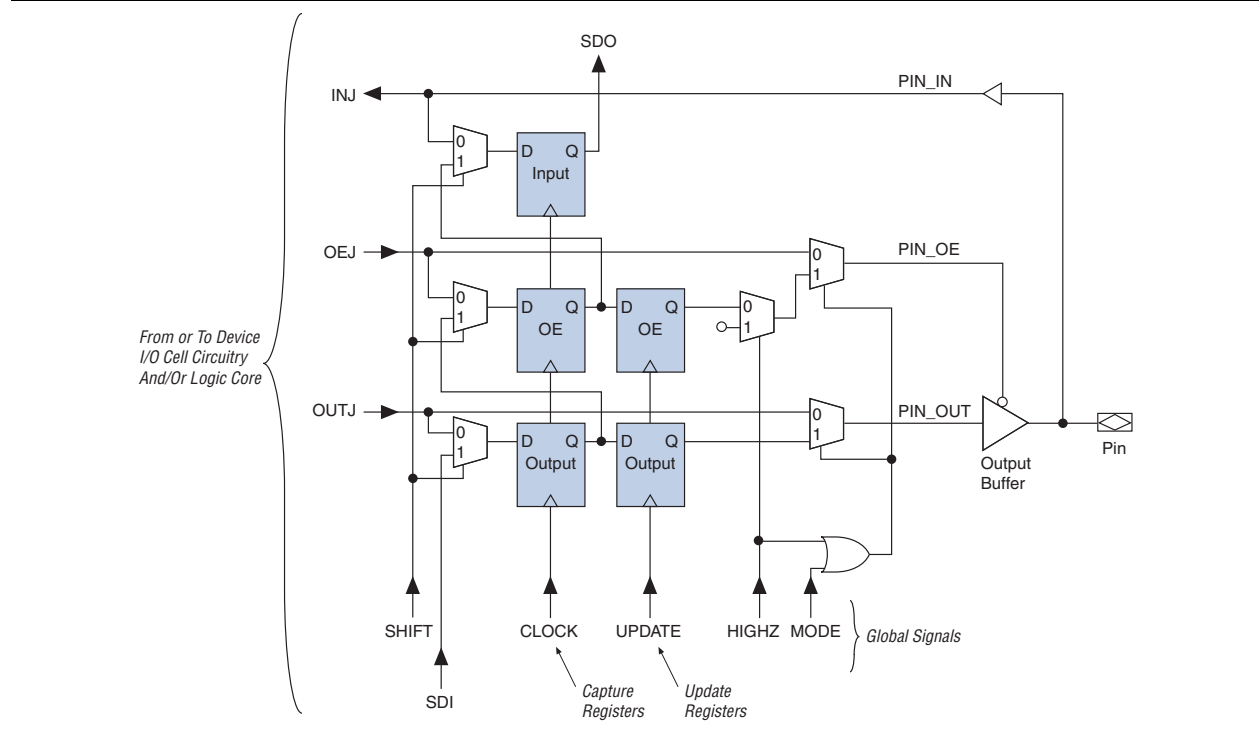 SDO
INJ
PIN_IN
0
1
D Q
Input
OEJ
0
1
PIN_OE
0
1
D Q
OE
D Q
OE
0
1
From or To Device
I/O Cell Circuitry
And/Or Logic Core
OUTJ
0
1
PIN_OUT
0
1
D Q
Output
D Q
Output
Output
Buffer
Pin
SHIFT
CLOCK
UPDATE
HIGHZ
MODE
Global Signals
SDI
Capture
Registers
Update
Registers